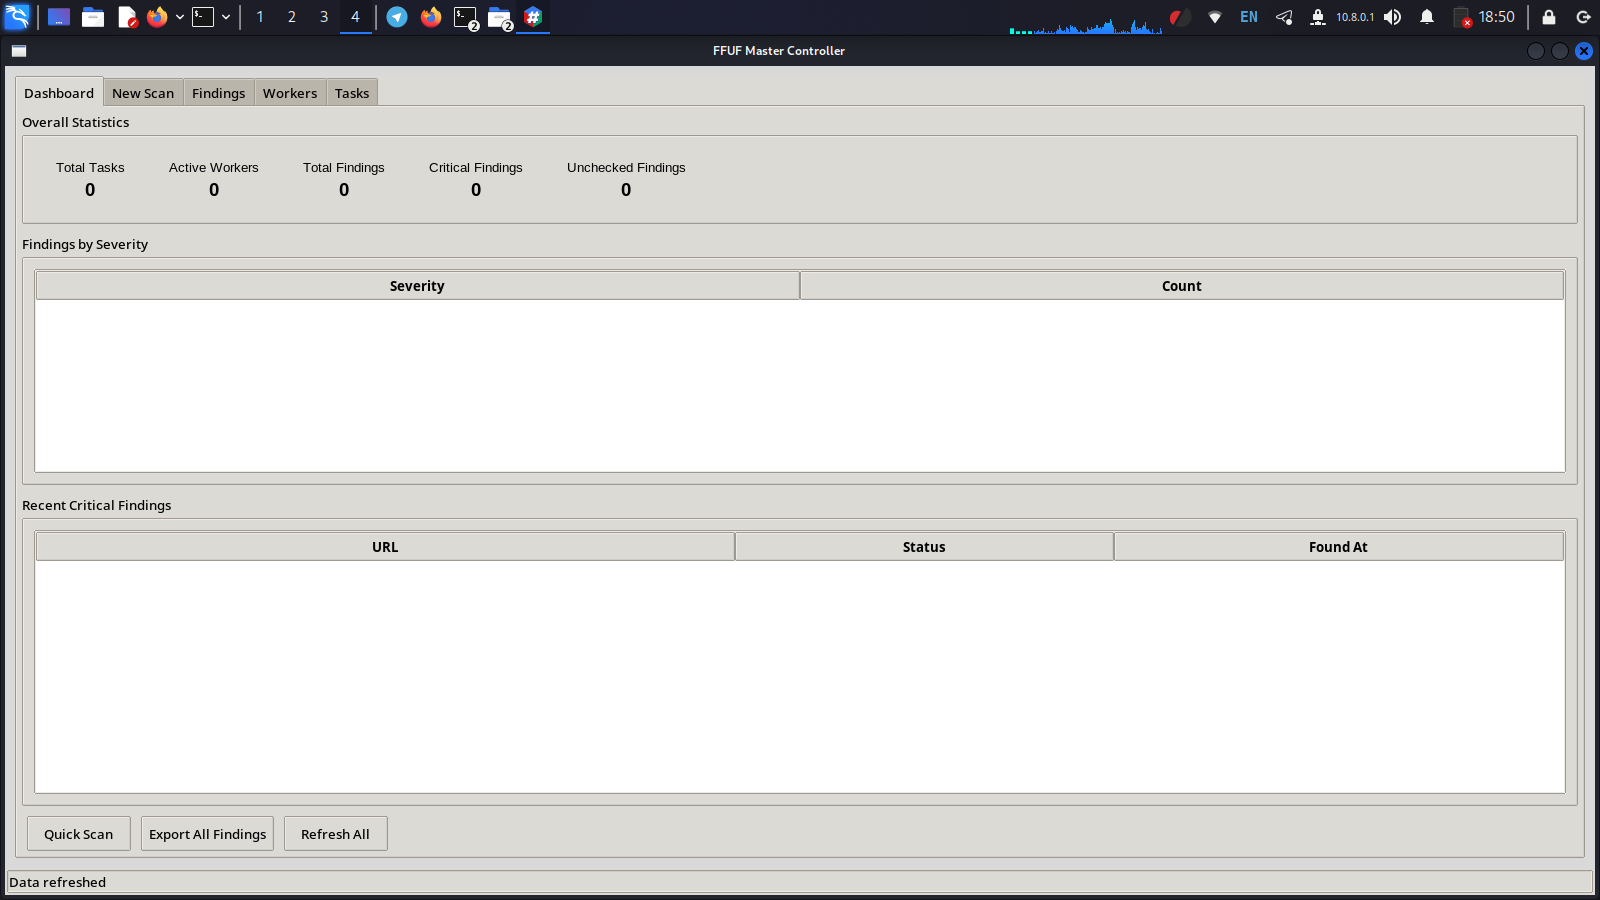 1 2 3 4 2 2 EN 10.8.0.1 18:50
FFUF Master Controller
Dashboard New Scan Findings Workers Tasks
Overall Statistics
Total Tasks Active Workers Total Findings Critical Findings Unchecked Findings
0 0 0 0 0
Findings by Severity
Severity Count
Recent Critical Findings
URL Status Found At
Quick Scan Export All Findings Refresh All
Data refreshed